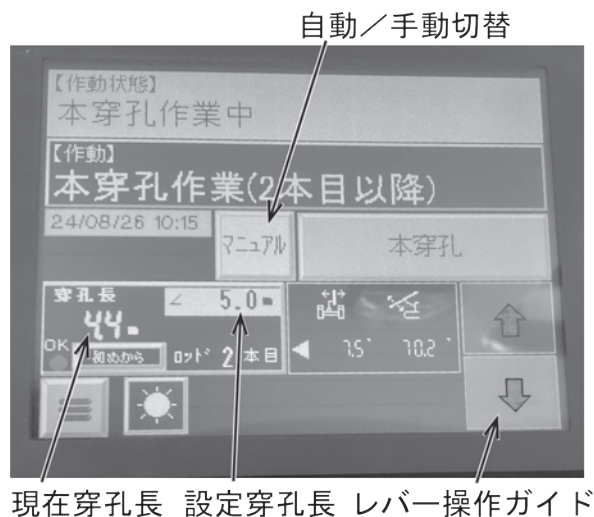 自動／手動切替
【作動状態】
本穿孔作業中
【作動】
本穿孔作業(2本目以降)
24/08/26 10:15
マニュアル
本穿孔
穿孔長
∠ 5.0m
4.4m
OK
初めから
ロッド 2 本目
7.5° 10.2°
現在穿孔長 設定穿孔長 レバー操作ガイド